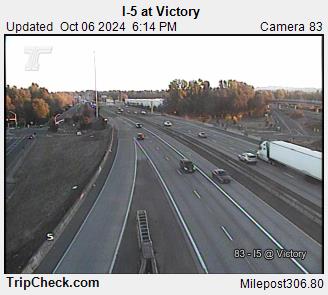 I-5 at Victory
Updated Oct 06 2024 6:14 PM Camera 83
83 - I5 @ Victory
TripCheck.com Milepost306.80